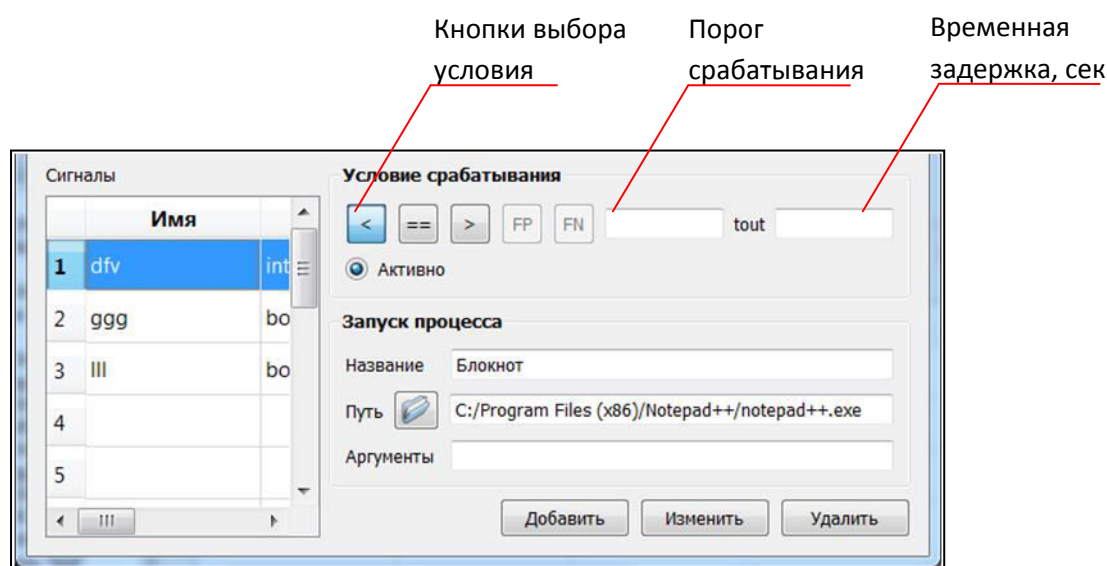 Кнопки выбора условия
Порог срабатывания
Временная задержка, сек
Сигналы
Имя
1 dfv int
2 ggg bo
3 lll bo
4
5
Условие срабатывания
< == > FP FN tout
Активно
Запуск процесса
Название Блокнот
Путь C:/Program Files (x86)/Notepad++/notepad++.exe
Аргументы
Добавить Изменить Удалить